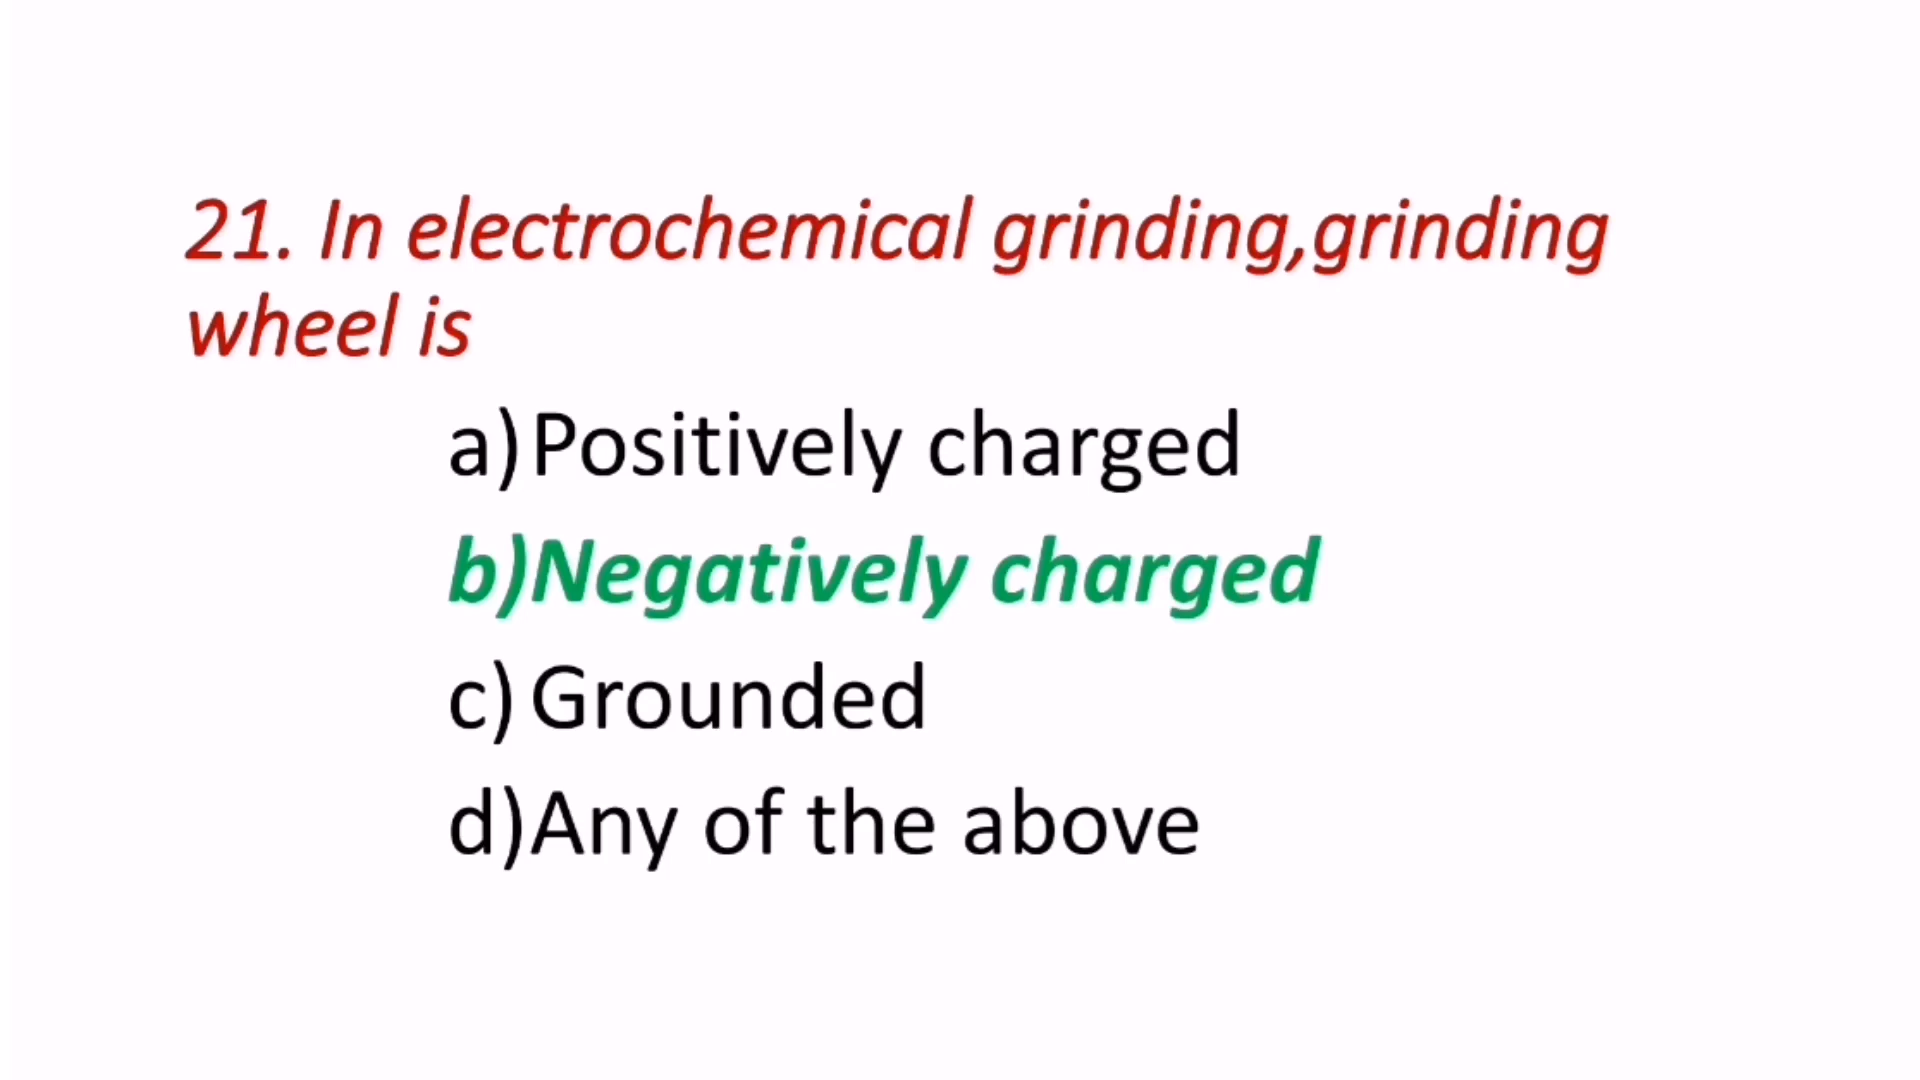 21. In electrochemical grinding,grinding
wheel is
a)Positively charged
b)Negatively charged
c) Grounded
d)Any of the above